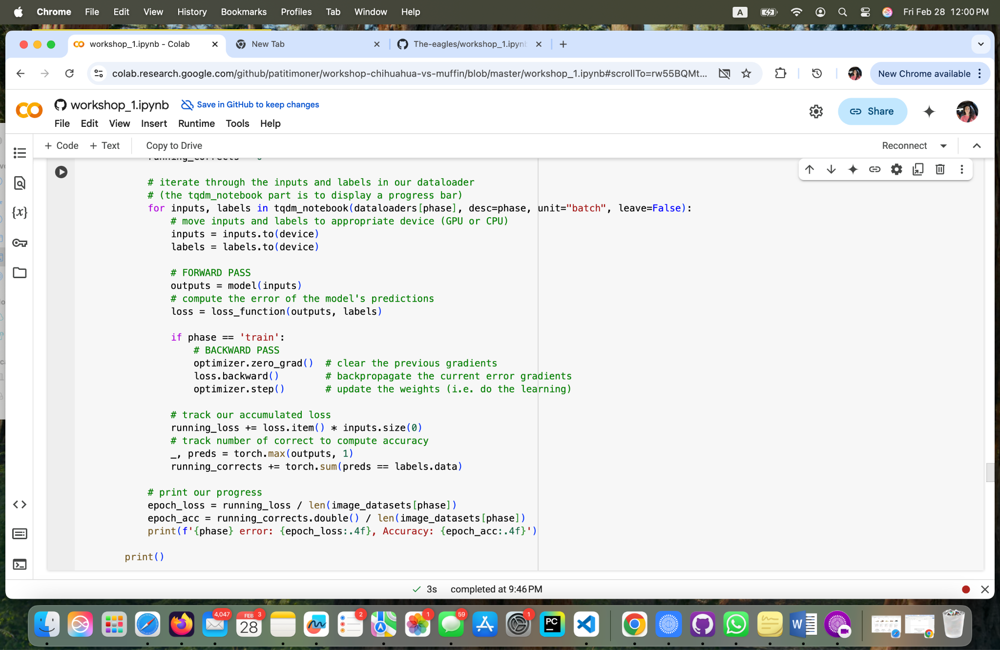 Chrome File Edit View History Bookmarks Profiles Tab Window Help A Fri Feb 28 12:00 PM
workshop_1.ipynb - Colab New Tab The-eagles/workshop_1.ipynb
colab.research.google.com/github/patitimoner/workshop-chihuahua-vs-muffin/blob/master/workshop_1.ipynb#scrollTo=rw55BQMt... New Chrome available
workshop_1.ipynb Save in GitHub to keep changes
Share
File Edit View Insert Runtime Tools Help
+ Code + Text Copy to Drive Reconnect
# iterate through the inputs and labels in our dataloader
# (the tqdm_notebook part is to display a progress bar)
for inputs, labels in tqdm_notebook(dataloaders[phase], desc=phase, unit="batch", leave=False):
# move inputs and labels to appropriate device (GPU or CPU)
inputs = inputs.to(device)
labels = labels.to(device)
# FORWARD PASS
outputs = model(inputs)
# compute the error of the model's predictions
loss = loss_function(outputs, labels)
if phase == 'train':
# BACKWARD PASS
optimizer.zero_grad() # clear the previous gradients
loss.backward() # backpropagate the current error gradients
optimizer.step() # update the weights (i.e. do the learning)
# track our accumulated loss
running_loss += loss.item() * inputs.size(0)
# track number of correct to compute accuracy
_, preds = torch.max(outputs, 1)
running_corrects += torch.sum(preds == labels.data)
# print our progress
epoch_loss = running_loss / len(image_datasets[phase])
epoch_acc = running_corrects.double() / len(image_datasets[phase])
print(f'{phase} error: {epoch_loss:.4f}, Accuracy: {epoch_acc:.4f}')
print()
3s completed at 9:46 PM
4,047 FEB 3 28 2 1 59 1 PC W